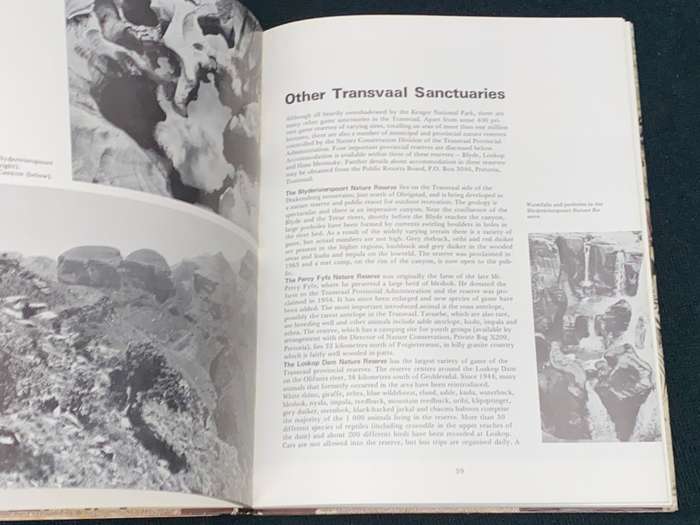 Blyderivierspoort
right).
Canyon (below).
Other Transvaal Sanctuaries
Although all heavily overshadowed by the Kruger National Park, there are
many other game sanctuaries in the Transvaal. Apart from some 400 pri-
vate game reserves of varying sizes, totalling an area of more than one million
hectares, there are also a number of municipal and provincial nature reserves
controlled by the Nature Conservation Division of the Transvaal Provincial
Administration. Four important provincial reserves are discussed below.
Accommodation is available within three of these reserves – Blyde, Loskop
and Hans Merensky. Further details about accommodation in these reserves
may be obtained from the Public Resorts Board, P.O. Box 3046, Pretoria,
Transvaal.
The Blyderivierspoort Nature Reserve lies on the Transvaal side of the
Drakensberg mountains, just north of Ohrigstad, and is being developed as
a nature reserve and public resort for outdoor recreation. The geology is
spectacular and there is an impressive canyon. Near the confluence of the
Blyde and the Treur rivers, shortly before the Blyde reaches the canyon,
large potholes have been formed by currents swirling boulders in holes in
the river bed. As a result of the widely varying terrain there is a variety of
game, but actual numbers are not high. Grey rhebuck, oribi and red duiker
are present in the higher regions, bushbuck and grey duiker in the wooded
areas and kudu and impala on the lowveld. The reserve was proclaimed in
1965 and a rest camp, on the rim of the canyon, is now open to the pub-
lic.
The Percy Fyfe Nature Reserve was originally the farm of the late Mr
Percy Fyfe, where he preserved a large herd of blesbok. He donated the
farm to the Transvaal Provincial Administration and the reserve was pro-
claimed in 1954. It has since been enlarged and new species of game have
been added. The most important introduced animal is the roan antelope,
possibly the rarest antelope in the Transvaal. Tsessebe, which are also rare,
are breeding well and other animals include sable antelope, kudu, impala and
zebra. The reserve, which has a camping site for youth groups (available by
arrangement with the Director of Nature Conservation, Private Bag X209,
Pretoria), lies 32 kilometres north of Potgietersrust, in hilly granite country
which is fairly well wooded in parts.
The Loskop Dam Nature Reserve has the largest variety of game of the
Transvaal provincial reserves. The reserve centres around the Loskop Dam
on the Olifants river, 54 kilometres south of Groblersdal. Since 1944, many
animals that formerly occurred in the area have been reintroduced.
White rhino, giraffe, zebra, blue wildebeest, eland, sable, kudu, waterbuck,
blesbok, nyala, impala, reedbuck, mountain reedbuck, oribi, klipspringer,
grey duiker, steenbok, black-backed jackal and chacma baboon comprise
the majority of the 1 000 animals living in the reserve. More than 50
different species of reptiles (including crocodile in the upper reaches of
the dam) and about 200 different birds have been recorded at Loskop.
Cars are not allowed into the reserve, but bus trips are organised daily. A
Waterfalls and potholes in the
Blyderivierspoort Nature Re-
serve
59